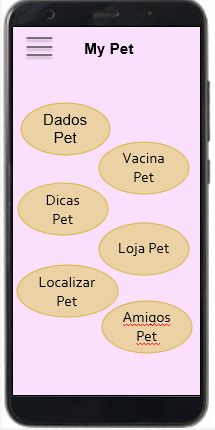 My Pet
Dados
Pet
Vacina
Pet
Dicas
Pet
Loja Pet
Localizar
Pet
Amigos
Pet